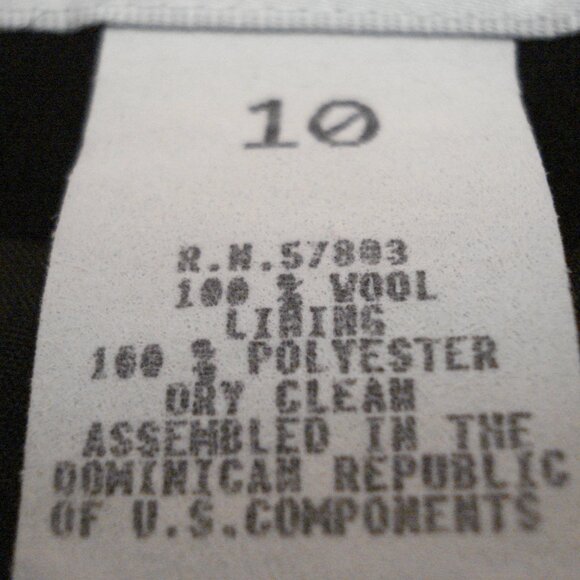 10
R.N.57803
100 % WOOL
LINING
100 % POLYESTER
DRY CLEAN
ASSEMBLED IN THE
DOMINICAN REPUBLIC
OF U.S.COMPONENTS